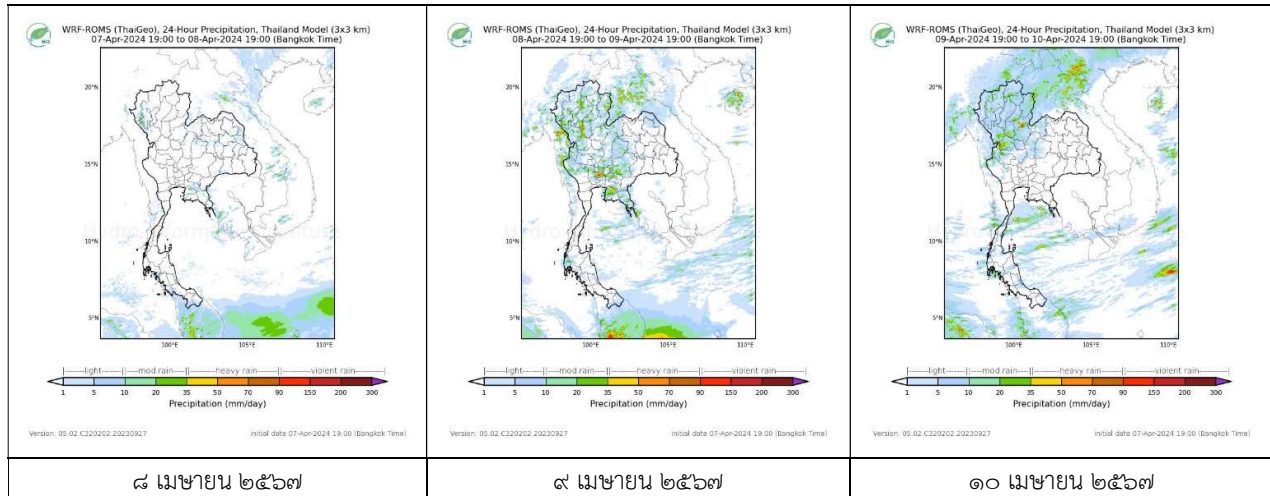 WRF-ROMS (ThaiGeo), 24-Hour Precipitation, Thailand Model (3x3 km)
07-Apr-2024 19:00 to 08-Apr-2024 19:00 (Bangkok Time)
20°N
15°N
10°N
5°N
100°E 105°E 110°E
|--------light-------||----mod rain----||------heavy rain------||------violent rain-------|
1 5 10 20 35 50 70 90 150 200 300
Precipitation (mm/day)
Version: 05.02.C320202.20230927 initial date 07-Apr-2024 19:00 (Bangkok Time)
๘ เมษายน ๒๕๖๗
WRF-ROMS (ThaiGeo), 24-Hour Precipitation, Thailand Model (3x3 km)
08-Apr-2024 19:00 to 09-Apr-2024 19:00 (Bangkok Time)
20°N
15°N
10°N
5°N
100°E 105°E 110°E
|--------light-------||----mod rain----||------heavy rain------||------violent rain-------|
1 5 10 20 35 50 70 90 150 200 300
Precipitation (mm/day)
Version: 05.02.C320202.20230927 initial date 07-Apr-2024 19:00 (Bangkok Time)
๙ เมษายน ๒๕๖๗
WRF-ROMS (ThaiGeo), 24-Hour Precipitation, Thailand Model (3x3 km)
09-Apr-2024 19:00 to 10-Apr-2024 19:00 (Bangkok Time)
20°N
15°N
10°N
5°N
100°E 105°E 110°E
|--------light-------||----mod rain----||------heavy rain------||------violent rain-------|
1 5 10 20 35 50 70 90 150 200 300
Precipitation (mm/day)
Version: 05.02.C320202.20230927 initial date 07-Apr-2024 19:00 (Bangkok Time)
๑๐ เมษายน ๒๕๖๗